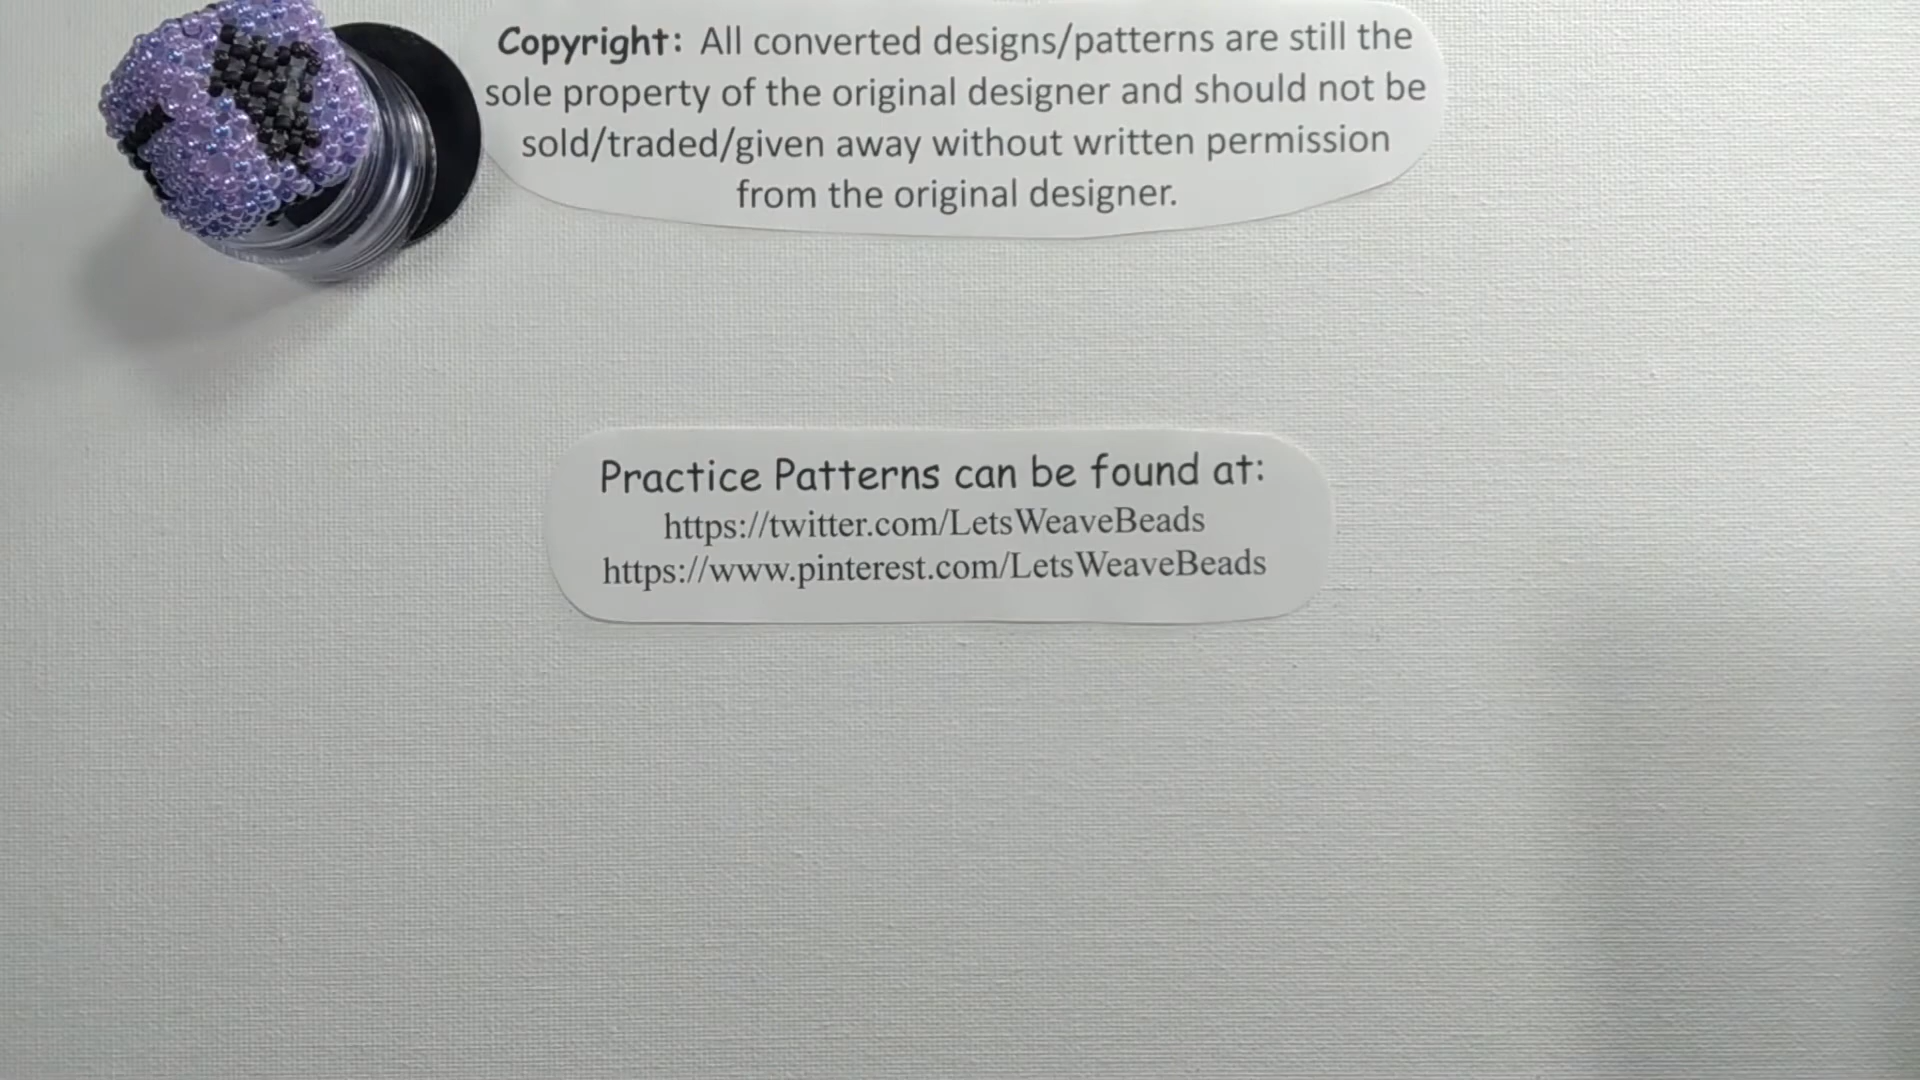 Copyright: All converted designs/patterns are still the
sole property of the original designer and should not be
sold/traded/given away without written permission
from the original designer.
Practice Patterns can be found at:
https://twitter.com/LetsWeaveBeads
https://www.pinterest.com/LetsWeaveBeads